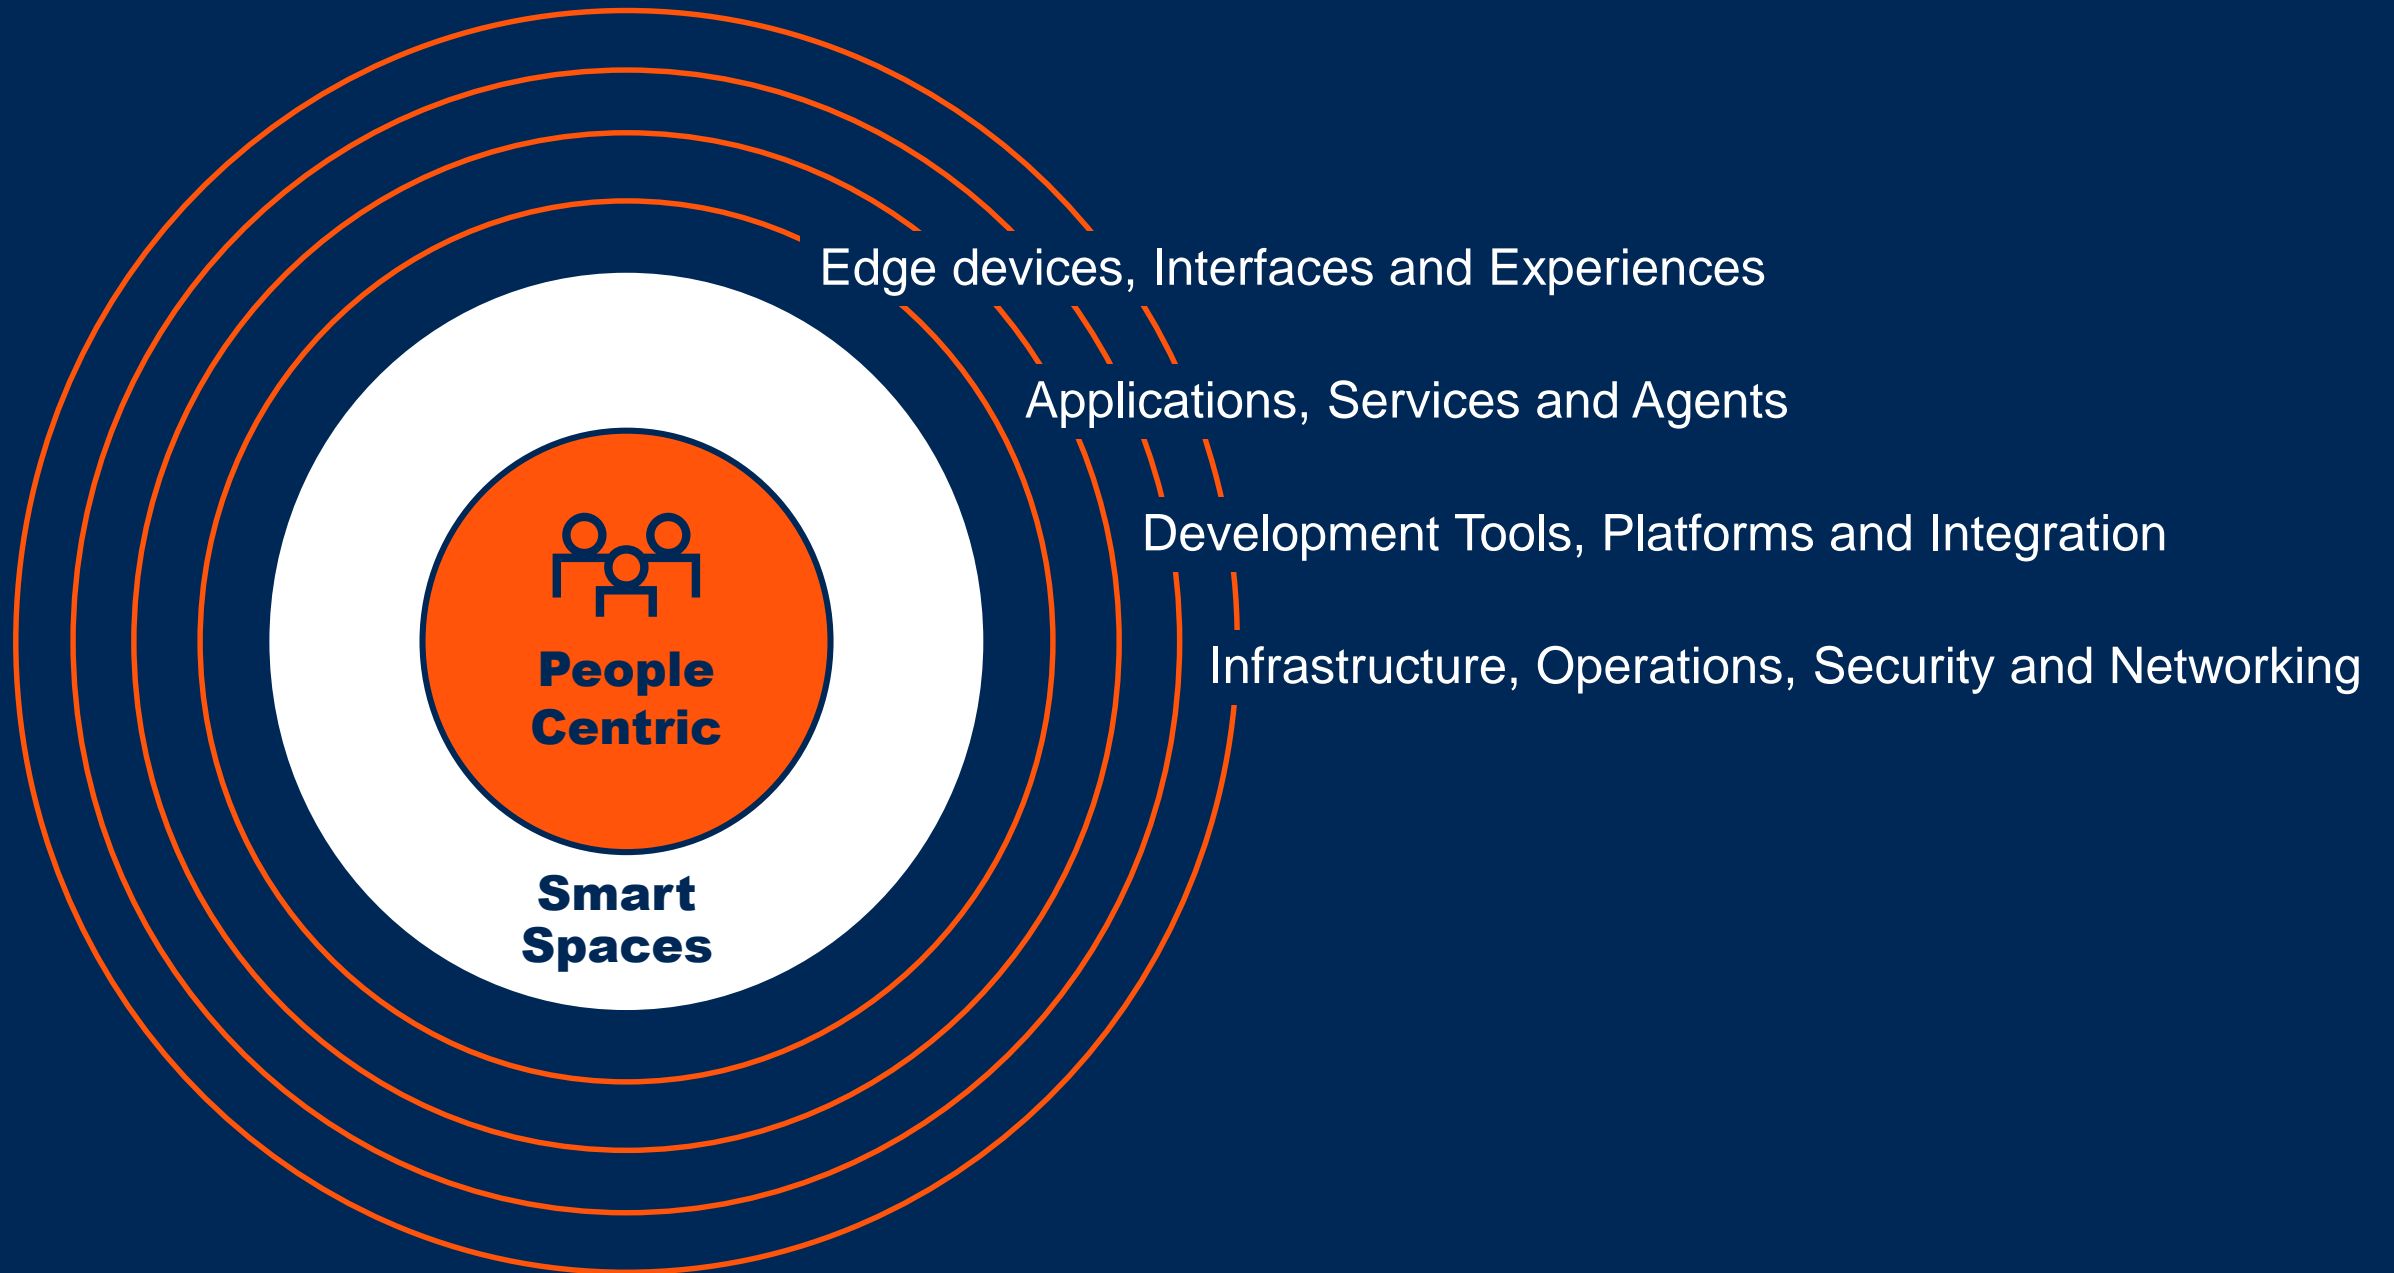 Edge devices, Interfaces and Experiences
Applications, Services and Agents
Development Tools, Platforms and Integration
Infrastructure, Operations, Security and Networking
People
Centric
Smart
Spaces